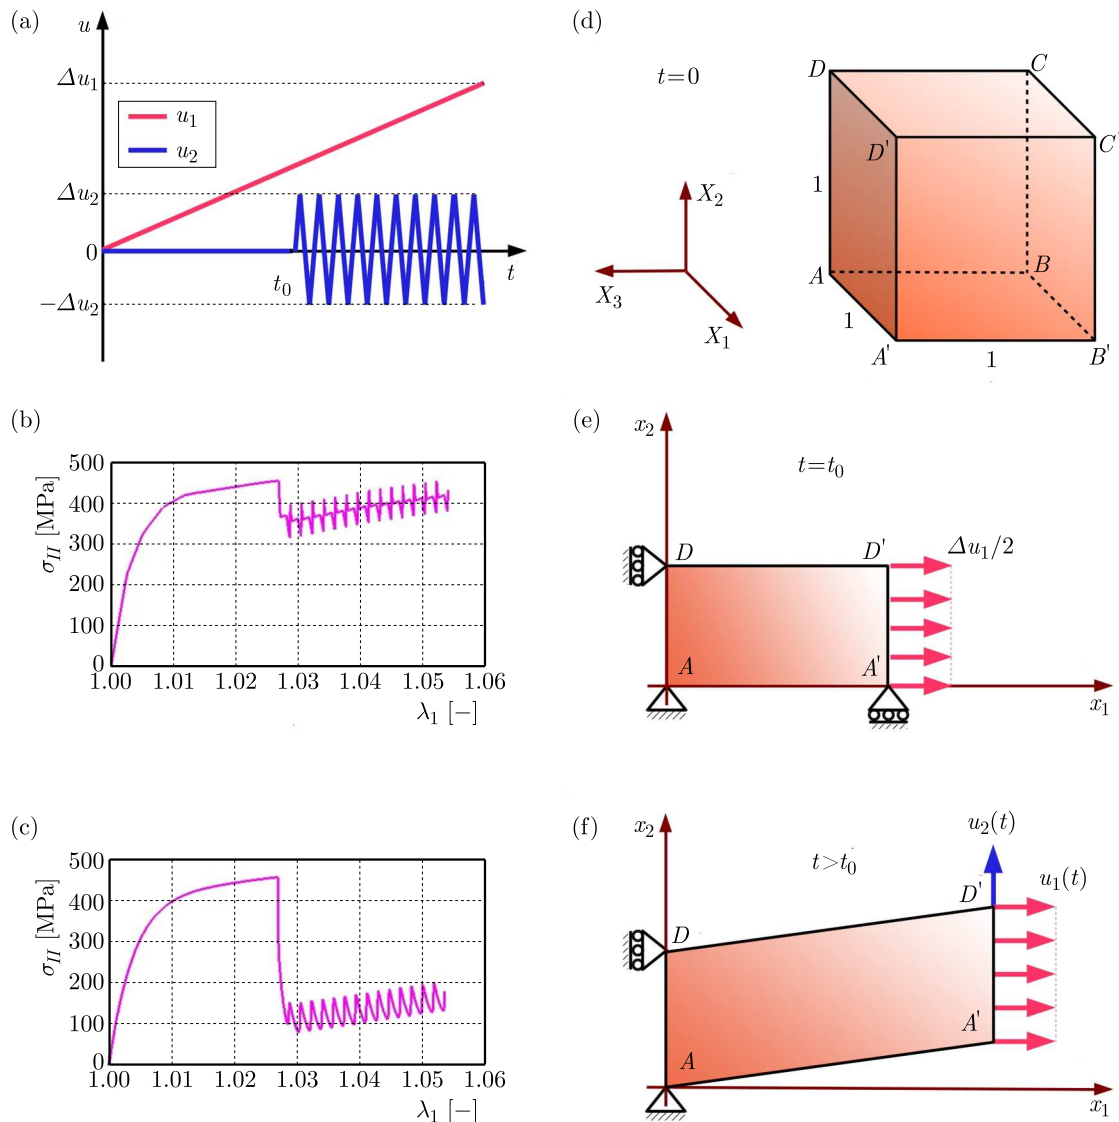 (a)
u
Δu₁
u₁
u₂
Δu₂
0
t₀
t
−Δu₂
(d)
t=0
D
C
D'
C'
1
X₂
X₃
X₁
A
B
1
A'
1
B'
(b)
500
400
300
200
100
0
σ_II [MPa]
1.00 1.01 1.02 1.03 1.04 1.05 1.06
λ₁ [−]
(e)
x₂
t=t₀
D
D'
Δu₁/2
A
A'
x₁
(c)
500
400
300
200
100
0
σ_II [MPa]
1.00 1.01 1.02 1.03 1.04 1.05 1.06
λ₁ [−]
(f)
x₂
u₂(t)
t>t₀
D'
u₁(t)
D
A'
A
x₁